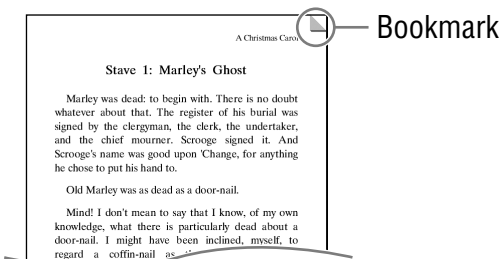 A Christmas Carol
Bookmark
Stave 1: Marley's Ghost
Marley was dead: to begin with. There is no doubt
whatever about that. The register of his burial was
signed by the clergyman, the clerk, the undertaker,
and the chief mourner. Scrooge signed it. And
Scrooge's name was good upon 'Change, for anything
he chose to put his hand to.
Old Marley was as dead as a door-nail.
Mind! I don't mean to say that I know, of my own
knowledge, what there is particularly dead about a
door-nail. I might have been inclined, myself, to
regard a coffin-nail as